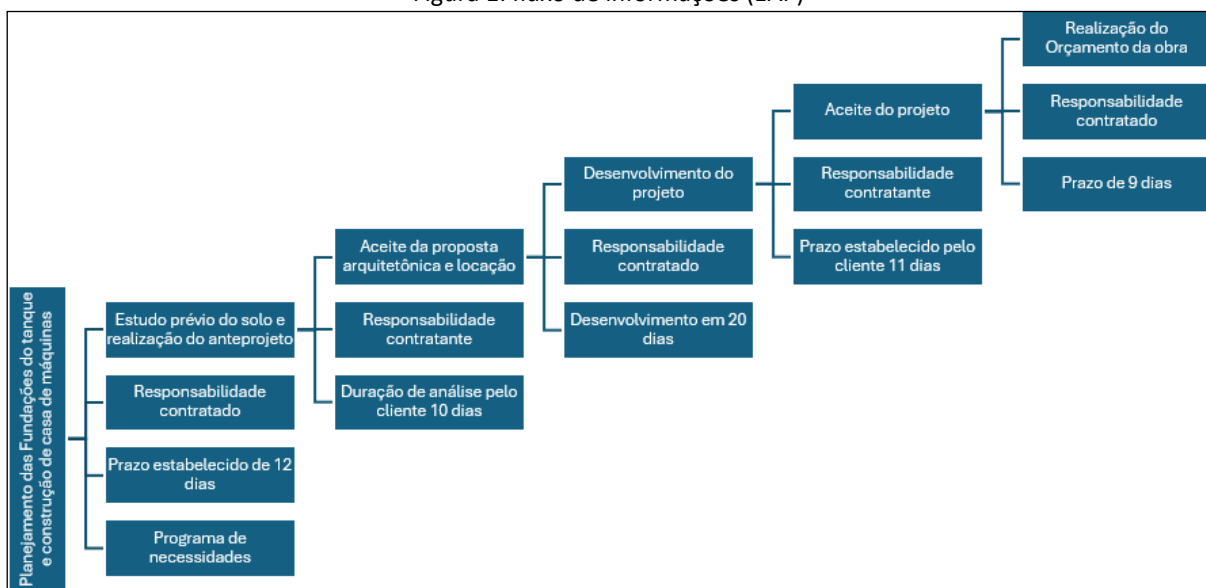 Planejamento das Fundações do tanque
e construção de casa de máquinas
Estudo prévio do solo e
realização do anteprojeto
Responsabilidade
contratado
Prazo estabelecido de 12
dias
Programa de
necessidades
Aceite da proposta
arquitetônica e locação
Responsabilidade
contratante
Duração de análise pelo
cliente 10 dias
Desenvolvimento do
projeto
Responsabilidade
contratado
Desenvolvimento em 20
dias
Aceite do projeto
Responsabilidade
contratante
Prazo estabelecido pelo
cliente 11 dias
Realização do
Orçamento da obra
Responsabilidade
contratado
Prazo de 9 dias